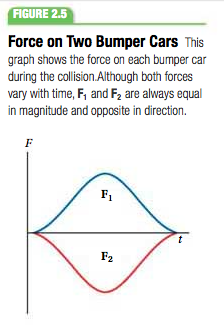 FIGURE 2.5
Force on Two Bumper Cars This
graph shows the force on each bumper car
during the collision.Although both forces
vary with time, F₁ and F₂ are always equal
in magnitude and opposite in direction.
F
F₁
t
F₂